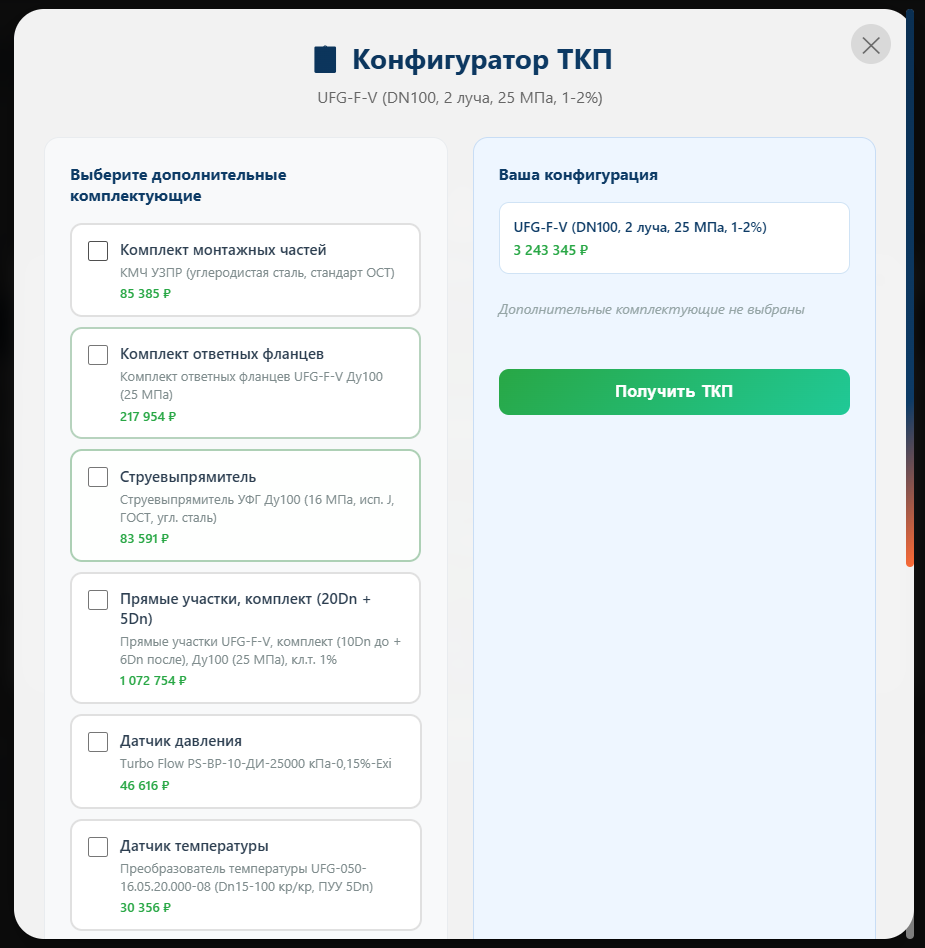 Конфигуратор ТКП
UFG-F-V (DN100, 2 луча, 25 МПа, 1-2%)
Выберите дополнительные
комплектующие
Комплект монтажных частей
КМЧ УЗПР (углеродистая сталь, стандарт ОСТ)
85 385 ₽
Комплект ответных фланцев
Комплект ответных фланцев UFG-F-V Ду100
(25 МПа)
217 954 ₽
Струевыпрямитель
Струевыпрямитель УФГ Ду100 (16 МПа, исп. J,
ГОСТ, угл. сталь)
83 591 ₽
Прямые участки, комплект (20Dn +
5Dn)
Прямые участки UFG-F-V, комплект (10Dn до +
6Dn после), Ду100 (25 МПа), кл.т. 1%
1 072 754 ₽
Датчик давления
Turbo Flow PS-ВР-10-ДИ-25000 кПа-0,15%-Exi
46 616 ₽
Датчик температуры
Преобразователь температуры UFG-050-
16.05.20.000-08 (Dn15-100 кр/кр, ПУУ 5Dn)
30 356 ₽
Ваша конфигурация
UFG-F-V (DN100, 2 луча, 25 МПа, 1-2%)
3 243 345 ₽
Дополнительные комплектующие не выбраны
Получить ТКП